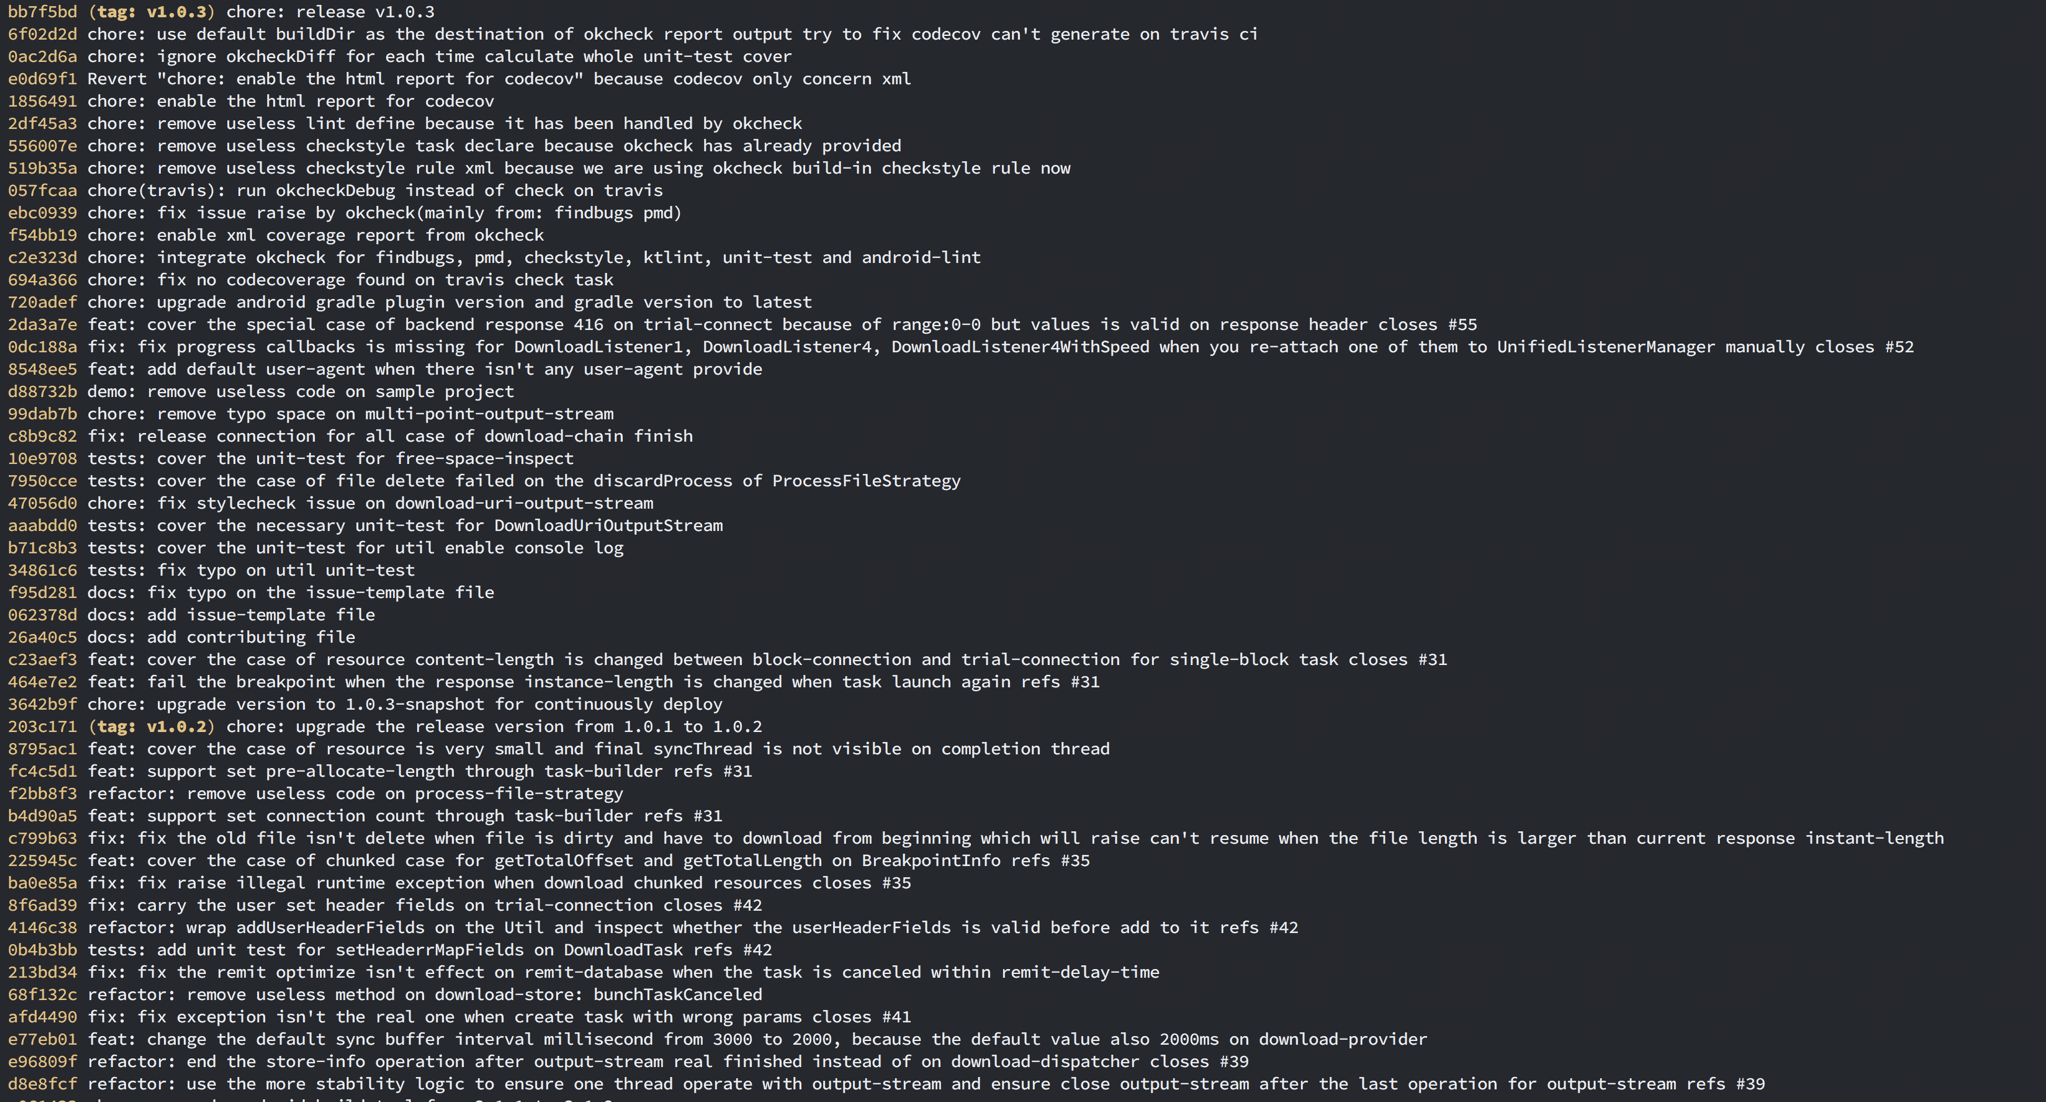 bb7f5bd (tag: v1.0.3) chore: release v1.0.3
6f02d2d chore: use default buildDir as the destination of okcheck report output try to fix codecov can't generate on travis ci
0ac2d6a chore: ignore okcheckDiff for each time calculate whole unit-test cover
e0d69f1 Revert "chore: enable the html report for codecov" because codecov only concern xml
1856491 chore: enable the html report for codecov
2df45a3 chore: remove useless lint define because it has been handled by okcheck
556007e chore: remove useless checkstyle task declare because okcheck has already provided
519b35a chore: remove useless checkstyle rule xml because we are using okcheck build-in checkstyle rule now
057fcaa chore(travis): run okcheckDebug instead of check on travis
ebc0939 chore: fix issue raise by okcheck(mainly from: findbugs pmd)
f54bb19 chore: enable xml coverage report from okcheck
c2e323d chore: integrate okcheck for findbugs, pmd, checkstyle, ktlint, unit-test and android-lint
694a366 chore: fix no codecoverage found on travis check task
720adef chore: upgrade android gradle plugin version and gradle version to latest
2da3a7e feat: cover the special case of backend response 416 on trial-connect because of range:0-0 but values is valid on response header closes #55
0dc188a fix: fix progress callbacks is missing for DownloadListener1, DownloadListener4, DownloadListener4WithSpeed when you re-attach one of them to UnifiedListenerManager manually closes #52
8548ee5 feat: add default user-agent when there isn't any user-agent provide
d88732b demo: remove useless code on sample project
99dab7b chore: remove typo space on multi-point-output-stream
c8b9c82 fix: release connection for all case of download-chain finish
10e9708 tests: cover the unit-test for free-space-inspect
7950cce tests: cover the case of file delete failed on the discardProcess of ProcessFileStrategy
47056d0 chore: fix stylecheck issue on download-uri-output-stream
aaabdd0 tests: cover the necessary unit-test for DownloadUriOutputStream
b71c8b3 tests: cover the unit-test for util enable console log
34861c6 tests: fix typo on util unit-test
f95d281 docs: fix typo on the issue-template file
062378d docs: add issue-template file
26a40c5 docs: add contributing file
c23aef3 feat: cover the case of resource content-length is changed between block-connection and trial-connection for single-block task closes #31
464e7e2 feat: fail the breakpoint when the response instance-length is changed when task launch again refs #31
3642b9f chore: upgrade version to 1.0.3-snapshot for continuously deploy
203c171 (tag: v1.0.2) chore: upgrade the release version from 1.0.1 to 1.0.2
8795ac1 feat: cover the case of resource is very small and final syncThread is not visible on completion thread
fc4c5d1 feat: support set pre-allocate-length through task-builder refs #31
f2bb8f3 refactor: remove useless code on process-file-strategy
b4d90a5 feat: support set connection count through task-builder refs #31
c799b63 fix: fix the old file isn't delete when file is dirty and have to download from beginning which will raise can't resume when the file length is larger than current response instant-length
225945c feat: cover the case of chunked case for getTotalOffset and getTotalLength on BreakpointInfo refs #35
ba0e85a fix: fix raise illegal runtime exception when download chunked resources closes #35
8f6ad39 fix: carry the user set header fields on trial-connection closes #42
4146c38 refactor: wrap addUserHeaderFields on the Util and inspect whether the userHeaderFields is valid before add to it refs #42
0b4b3bb tests: add unit test for setHeaderrMapFields on DownloadTask refs #42
213bd34 fix: fix the remit optimize isn't effect on remit-database when the task is canceled within remit-delay-time
68f132c refactor: remove useless method on download-store: bunchTaskCanceled
afd4490 fix: fix exception isn't the real one when create task with wrong params closes #41
e77eb01 feat: change the default sync buffer interval millisecond from 3000 to 2000, because the default value also 2000ms on download-provider
e96809f refactor: end the store-info operation after output-stream real finished instead of on download-dispatcher closes #39
d8e8fcf refactor: use the more stability logic to ensure one thread operate with output-stream and ensure close output-stream after the last operation for output-stream refs #39